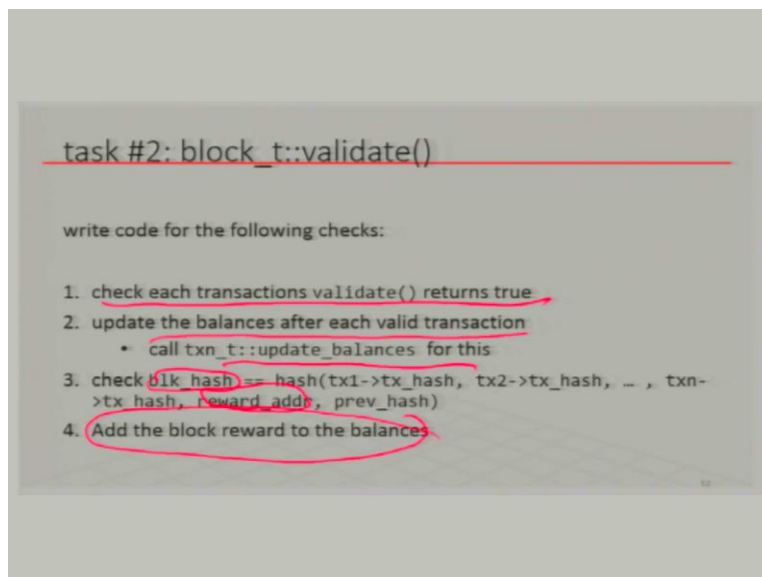 task #2: block_t::validate()
write code for the following checks:
1. check each transactions validate() returns true
2. update the balances after each valid transaction
• call txn_t::update_balances for this
3. check blk_hash == hash(tx1->tx_hash, tx2->tx_hash, … , txn-
>tx_hash, reward_addr, prev_hash)
4. Add the block reward to the balances
12